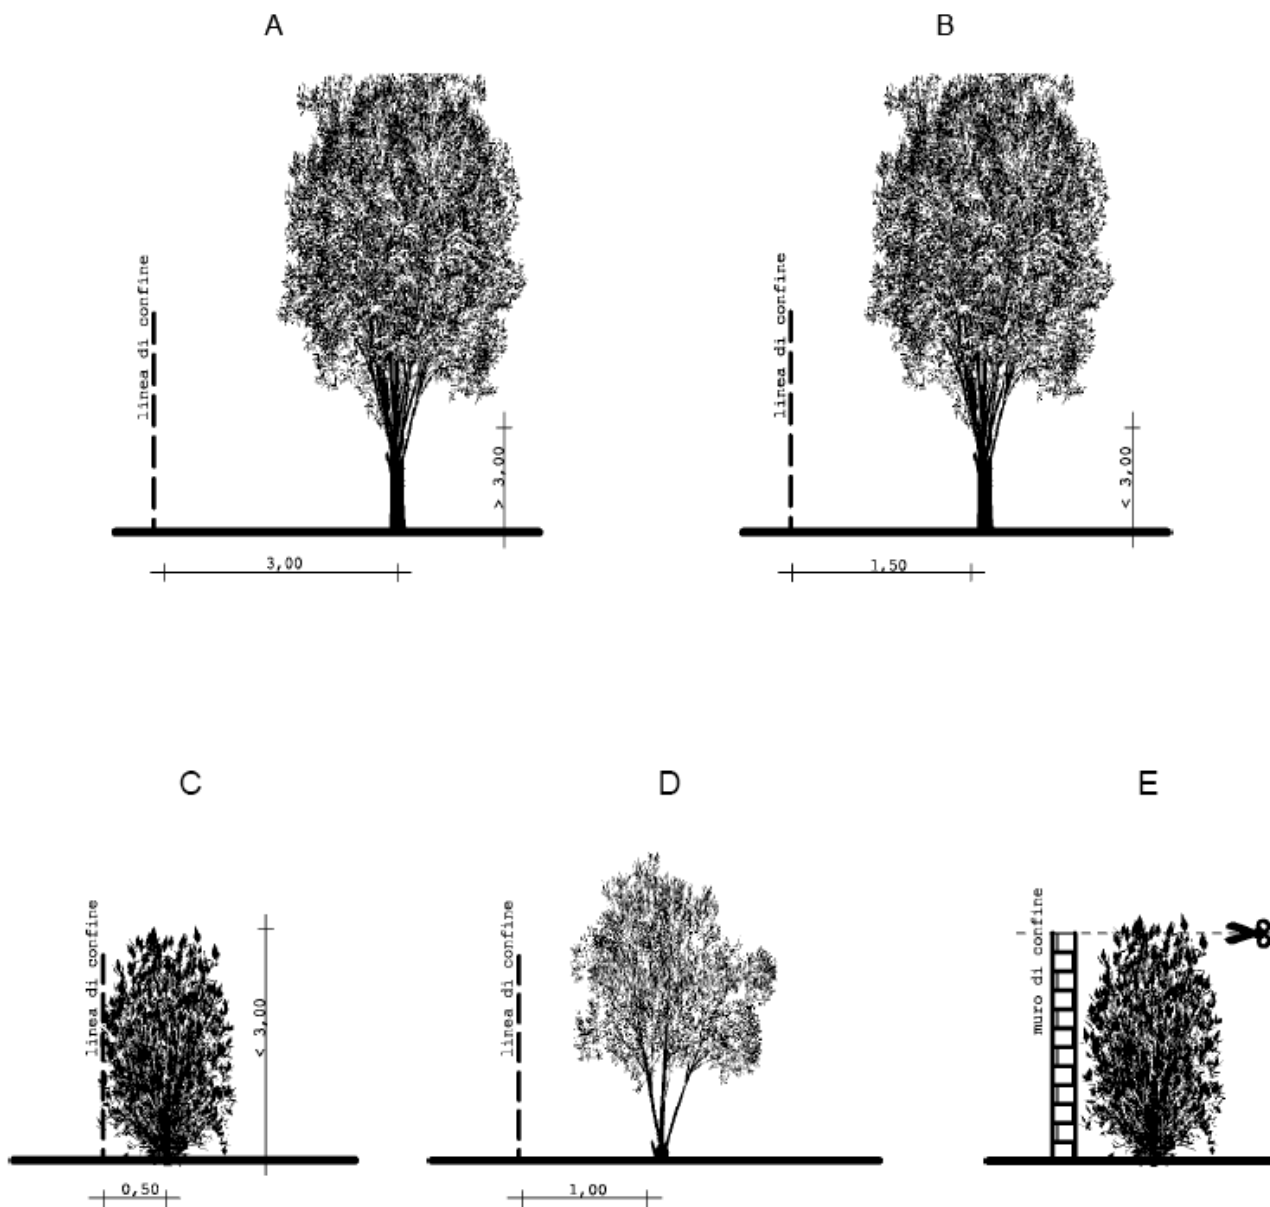 A
B
linea di confine
> 3,00
3,00
linea di confine
< 3,00
1,50
C
D
E
linea di confine
< 3,00
0,50
linea di confine
1,00
muro di confine